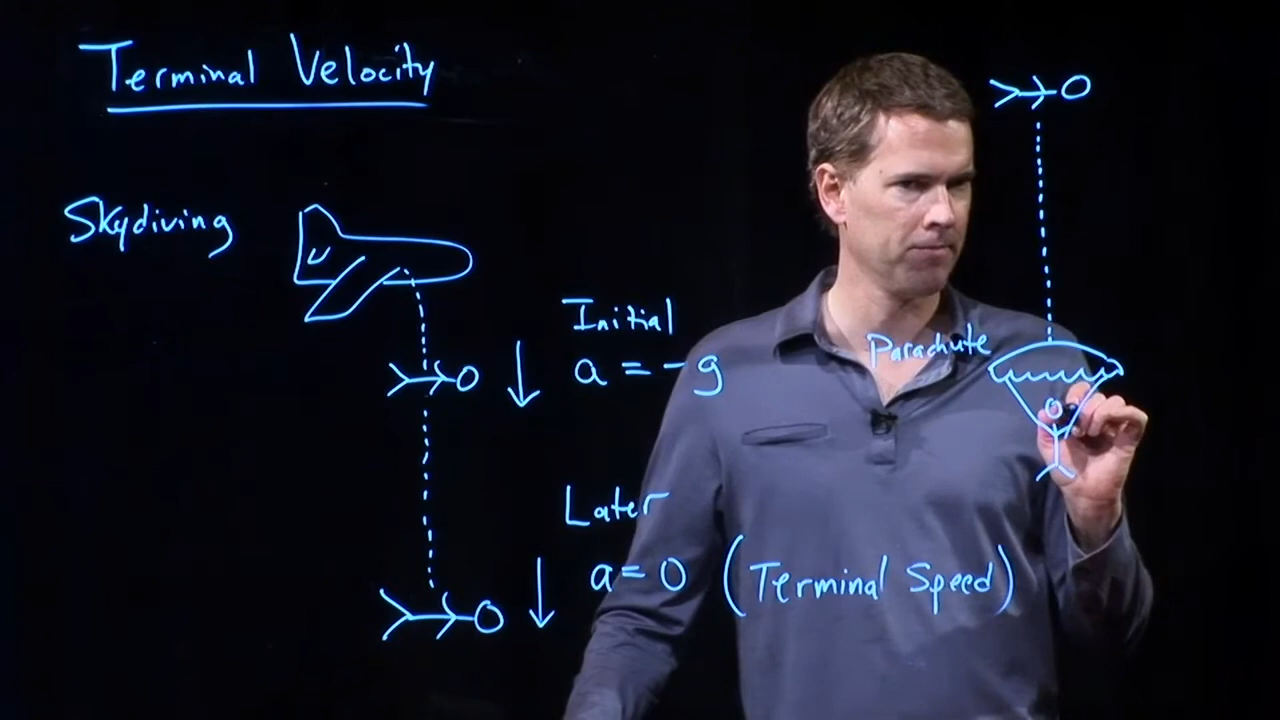 Terminal Velocity
Skydiving
Initial
a = -g
Later
a = 0 (Terminal Speed)
Parachute